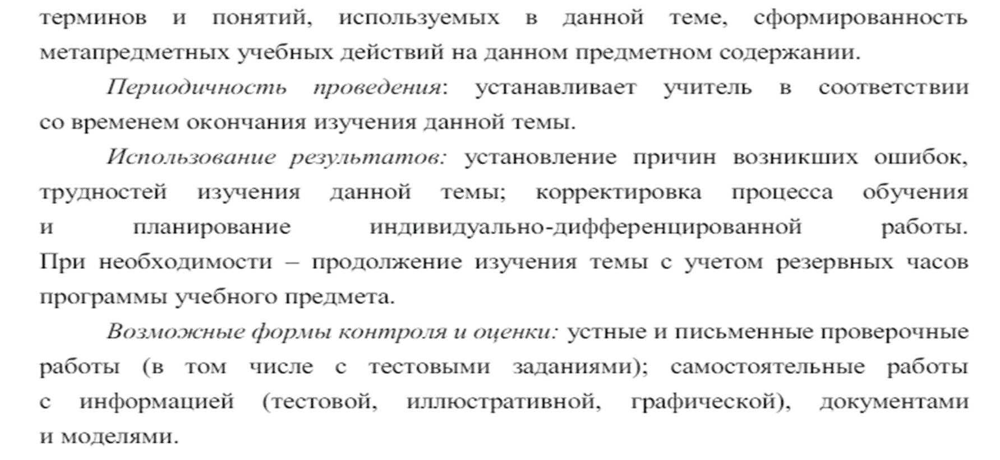 терминов и понятий, используемых в данной теме, сформированность
метапредметных учебных действий на данном предметном содержании.
Периодичность проведения: устанавливает учитель в соответствии
со временем окончания изучения данной темы.
Использование результатов: установление причин возникших ошибок,
трудностей изучения данной темы; корректировка процесса обучения
и планирование индивидуально-дифференцированной работы.
При необходимости – продолжение изучения темы с учетом резервных часов
программы учебного предмета.
Возможные формы контроля и оценки: устные и письменные проверочные
работы (в том числе с тестовыми заданиями); самостоятельные работы
с информацией (тестовой, иллюстративной, графической), документами
и моделями.